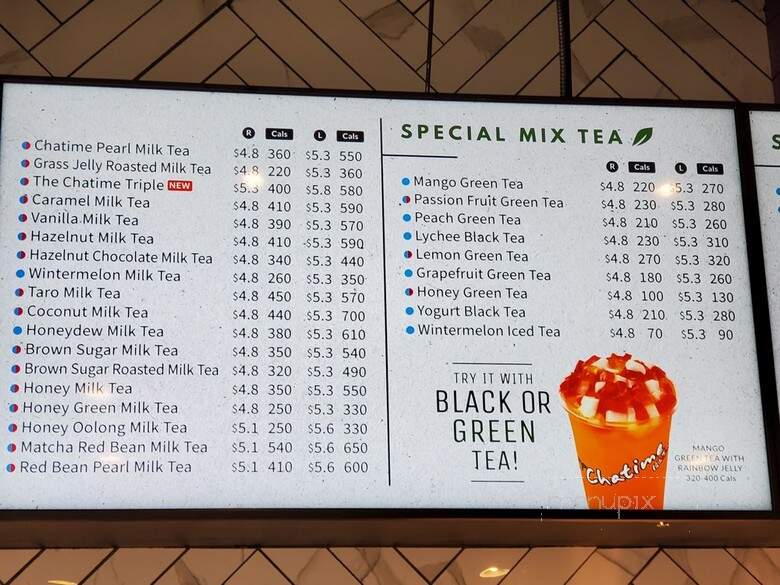 R Cals L Cals
Chatime Pearl Milk Tea $4.8 360 $5.3 550
Grass Jelly Roasted Milk Tea $4.8 220 $5.3 360
The Chatime Triple NEW $5.3 400 $5.8 580
Caramel Milk Tea $4.8 410 $5.3 590
Vanilla Milk Tea $4.8 390 $5.3 570
Hazelnut Milk Tea $4.8 410 $5.3 590
Hazelnut Chocolate Milk Tea $4.8 340 $5.3 440
Wintermelon Milk Tea $4.8 260 $5.3 350
Taro Milk Tea $4.8 450 $5.3 570
Coconut Milk Tea $4.8 440 $5.3 700
Honeydew Milk Tea $4.8 380 $5.3 610
Brown Sugar Milk Tea $4.8 350 $5.3 540
Brown Sugar Roasted Milk Tea $4.8 320 $5.3 490
Honey Milk Tea $4.8 350 $5.3 550
Honey Green Milk Tea $4.8 250 $5.3 330
Honey Oolong Milk Tea $5.1 250 $5.6 330
Matcha Red Bean Milk Tea $5.1 540 $5.6 650
Red Bean Pearl Milk Tea $5.1 410 $5.6 600
SPECIAL MIX TEA
R Cals L Cals
Mango Green Tea $4.8 220 $5.3 270
Passion Fruit Green Tea $4.8 230 $5.3 280
Peach Green Tea $4.8 210 $5.3 260
Lychee Black Tea $4.8 230 $5.3 310
Lemon Green Tea $4.8 270 $5.3 320
Grapefruit Green Tea $4.8 180 $5.3 260
Honey Green Tea $4.8 100 $5.3 130
Yogurt Black Tea $4.8 210 $5.3 280
Wintermelon Iced Tea $4.8 70 $5.3 90
TRY IT WITH
BLACK OR
GREEN
TEA!
Chatime
MANGO
GREEN TEA WITH
RAINBOW JELLY
320-400 Cals
menupix
S